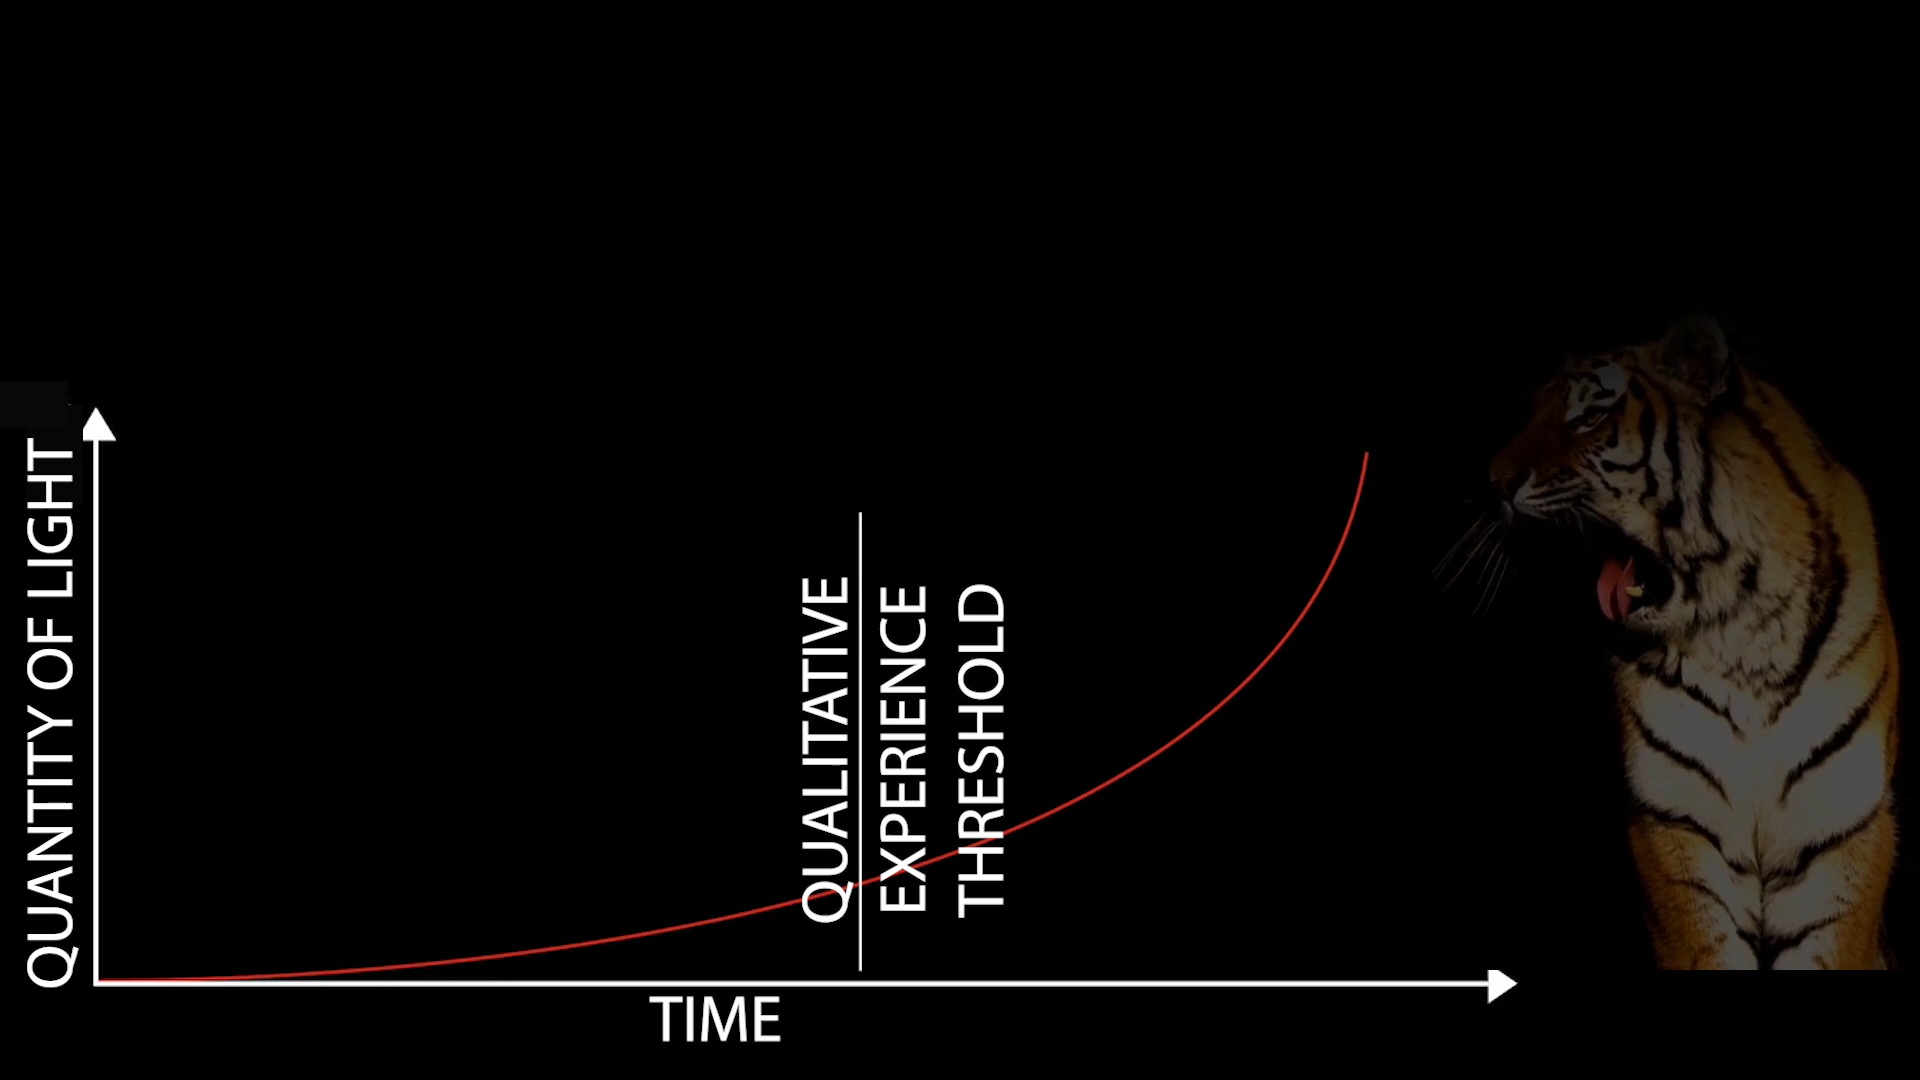 QUANTITY OF LIGHT
QUALITATIVE
EXPERIENCE
THRESHOLD
TIME